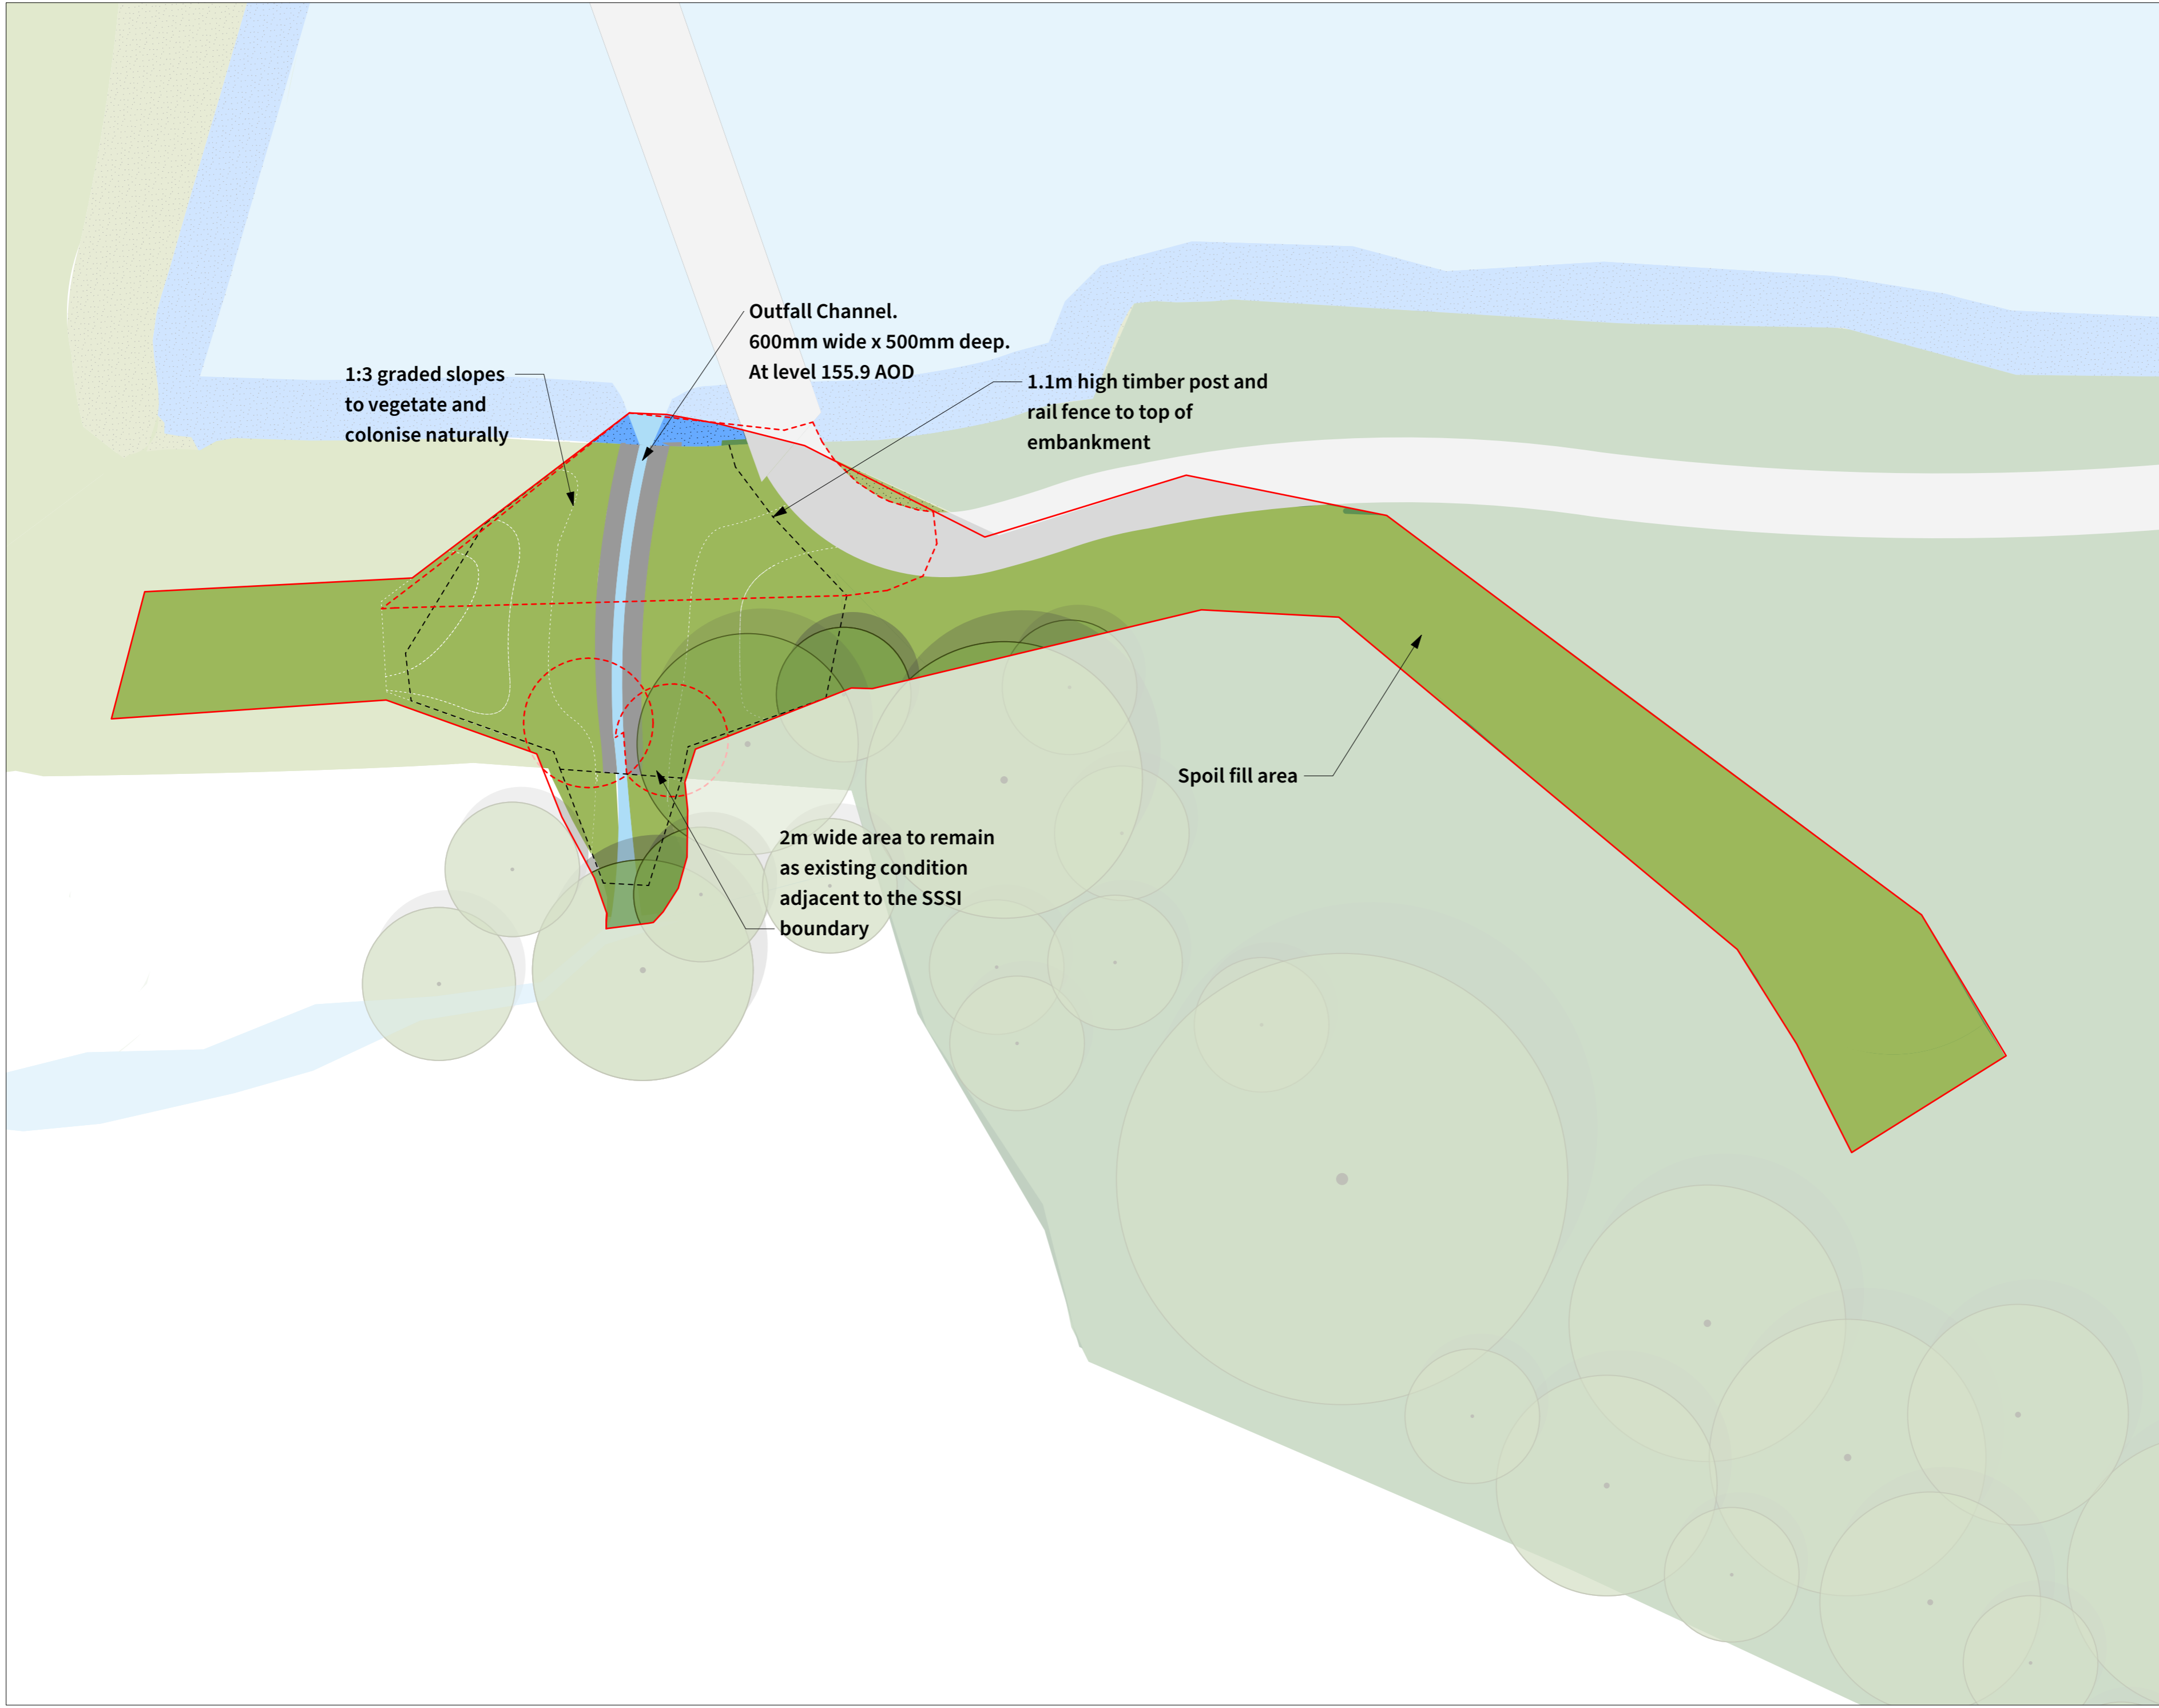 Outfall Channel.
600mm wide x 500mm deep.
At level 155.9 AOD
1:3 graded slopes
to vegetate and
colonise naturally
1.1m high timber post and
rail fence to top of
embankment
Spoil fill area
2m wide area to remain
as existing condition
adjacent to the SSSI
boundary